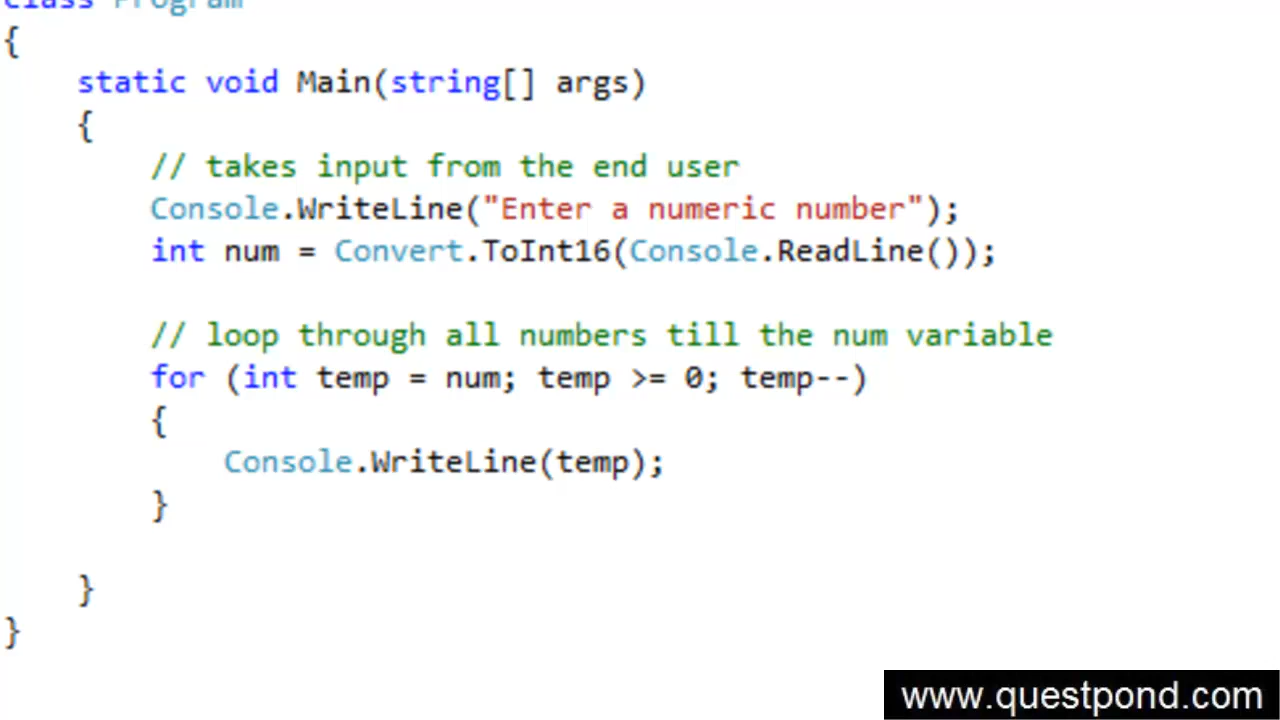 class Program
{
    static void Main(string[] args)
    {
        // takes input from the end user
        Console.WriteLine("Enter a numeric number");
        int num = Convert.ToInt16(Console.ReadLine());
        // loop through all numbers till the num variable
        for (int temp = num; temp >= 0; temp--)
        {
            Console.WriteLine(temp);
        }
    }
}
www.questpond.com